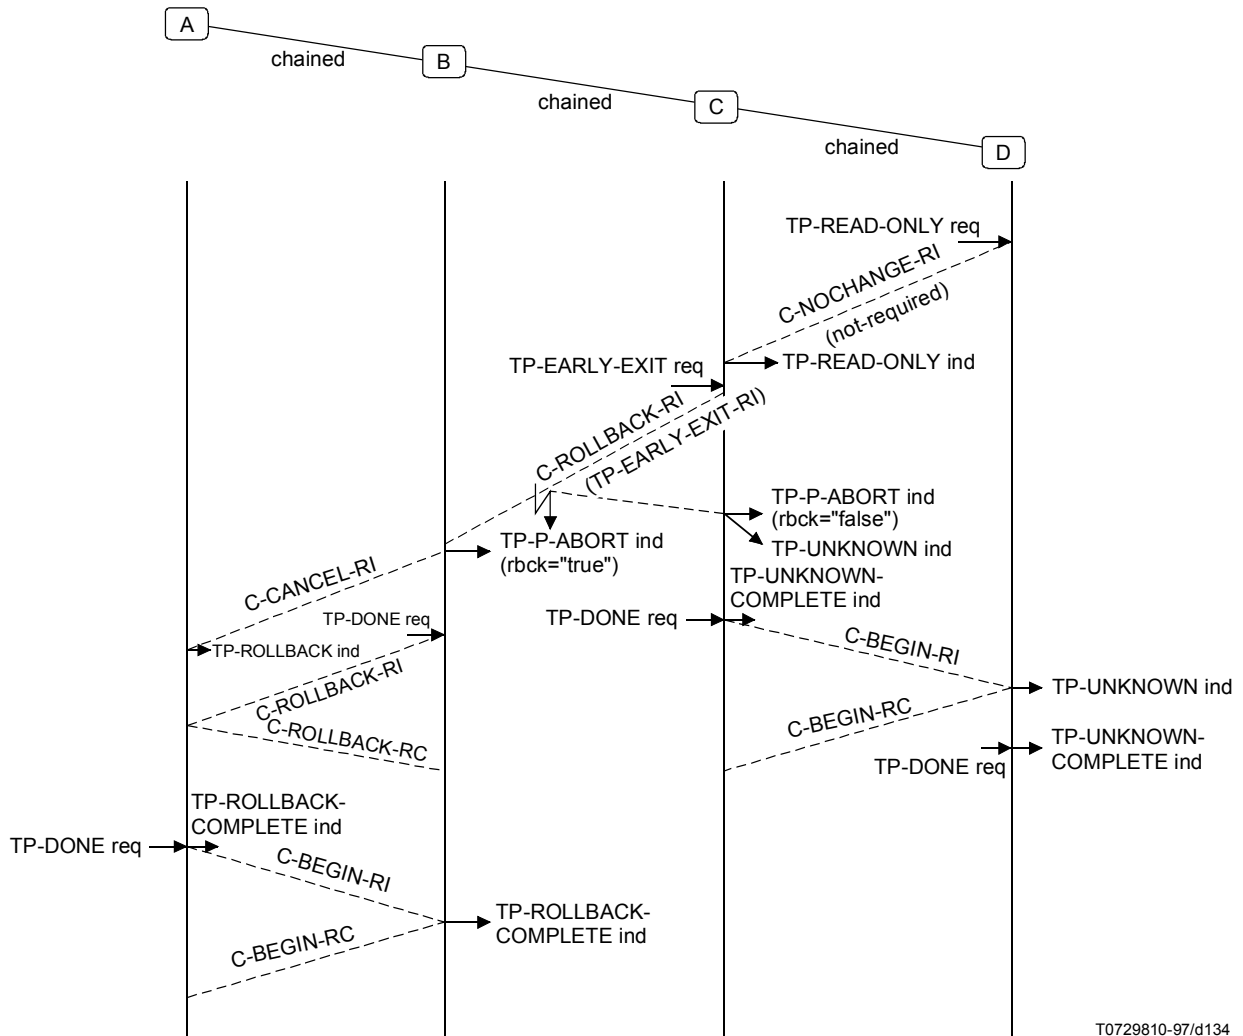 A
chained
B
chained
C
chained
D
TP-READ-ONLY req
C-NOCHANGE-RI
(not-required)
TP-EARLY-EXIT req
TP-READ-ONLY ind
C-ROLLBACK-RI
(TP-EARLY-EXIT-RI)
TP-P-ABORT ind
(rbck="false")
TP-UNKNOWN ind
TP-P-ABORT ind
(rbck="true")
C-CANCEL-RI
TP-UNKNOWN-
COMPLETE ind
TP-DONE req
TP-DONE req
TP-ROLLBACK ind
C-BEGIN-RI
C-ROLLBACK-RI
TP-UNKNOWN ind
C-ROLLBACK-RC
C-BEGIN-RC
TP-DONE req
TP-UNKNOWN-
COMPLETE ind
TP-ROLLBACK-
COMPLETE ind
TP-DONE req
C-BEGIN-RI
TP-ROLLBACK-
COMPLETE ind
C-BEGIN-RC
T0729810-97/d134